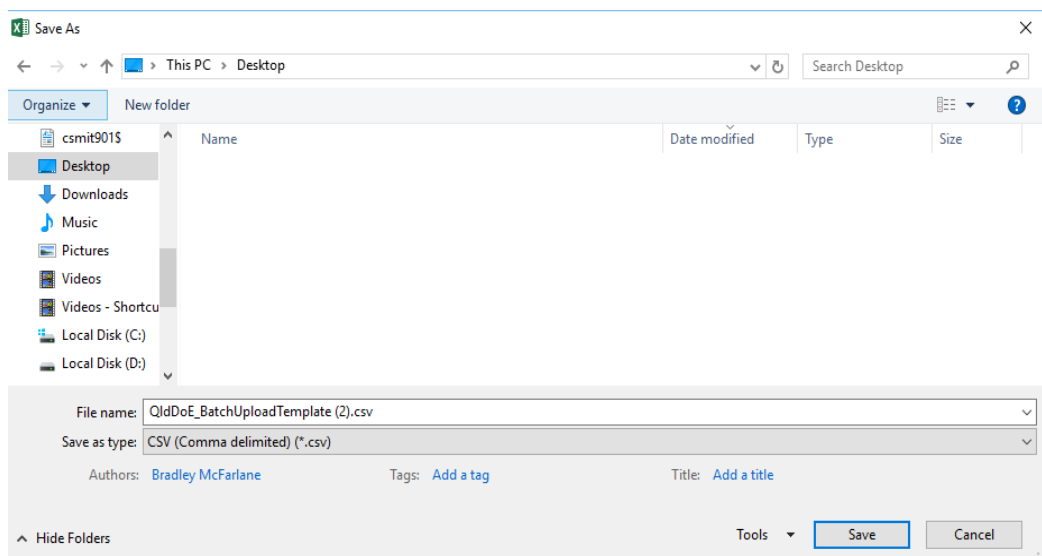 Save As
This PC > Desktop
Search Desktop
Organize
New folder
Name
Date modified
Type
Size
csmit901$
Desktop
Downloads
Music
Pictures
Videos
Videos - Shortcu
Local Disk (C:)
Local Disk (D:)
File name: QldDoE_BatchUploadTemplate (2).csv
Save as type: CSV (Comma delimited) (*.csv)
Authors: Bradley McFarlane
Tags: Add a tag
Title: Add a title
Hide Folders
Tools
Save
Cancel